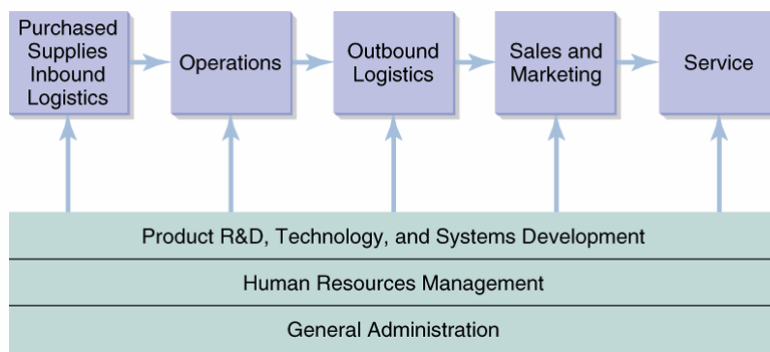 Purchased
Supplies
Inbound
Logistics
Operations
Outbound
Logistics
Sales and
Marketing
Service
Product R&D, Technology, and Systems Development
Human Resources Management
General Administration